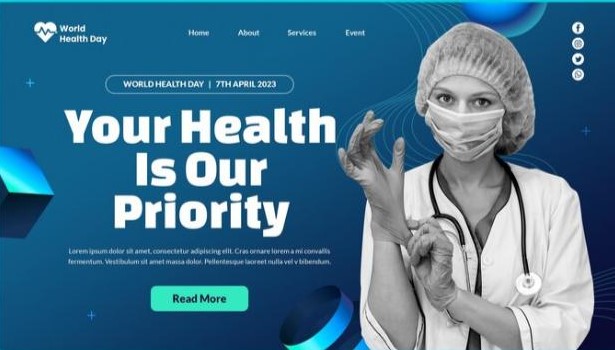 World
Health Day
Home About Services Event
WORLD HEALTH DAY | 7TH APRIL 2023
Your Health
Is Our
Priority
Lorem ipsum dolor sit amet, consectetur adipiscing elit. Cras ornare lorem a mi convallis
fermentum. Vestibulum sit amet massa dolor. Pellentesque laoreet nulla vel v bibendum.
Read More